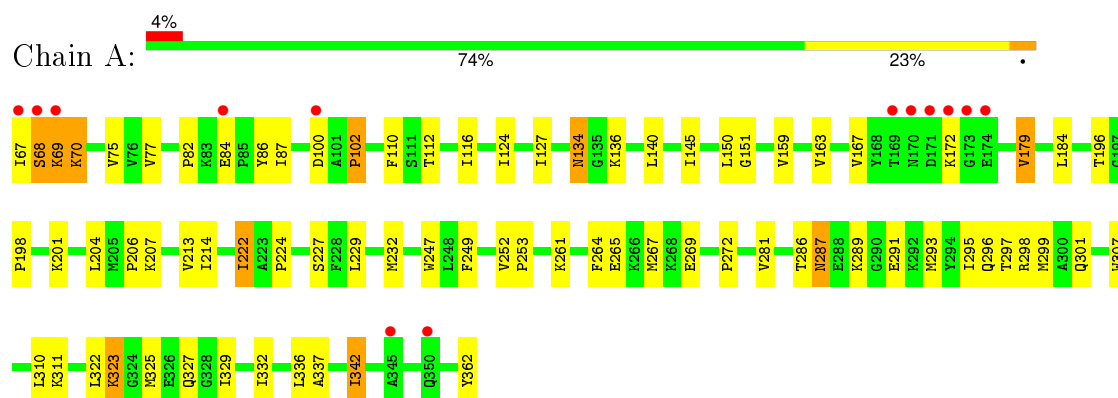 4%
Chain A:
74% 23% •
I67 S68 K69 K70 V75 V76 V77 P82 K83 E84 P85 Y86 I87 D100 A101 P102 F110 S111 T112 I116 I124 I127 N134 G135 K136 L140 I145 L150 G151 V159 V163 V167 Y168 T169 N170 D171 K172 G173 E174 V179 L184 T196 G197
P198 K201 L204 M205 P206 K207 V213 I214 I222 A223 P224 S227 F228 L229 M232 W247 L248 F249 V252 P253 K261 F264 E265 K266 M267 K268 E269 P272 V281 T286 N287 E288 K289 G290 E291 K292 M293 Y294 I295 Q296 T297 R298 M299 A300 Q301 W307
L310 K311 L322 K323 G324 M325 E326 Q327 G328 I329 I332 L336 A337 I342 A345 Q350 Y362